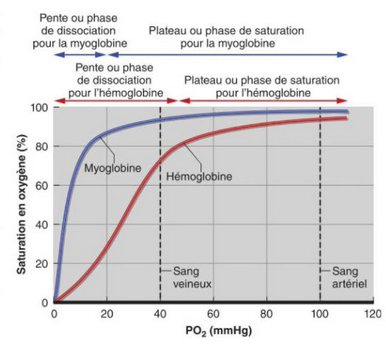 Pente ou phase
de dissociation
pour la myoglobine
Plateau ou phase de saturation
pour la myoglobine
Pente ou phase
de dissociation
pour l'hémoglobine
Plateau ou phase de saturation
pour l'hémoglobine
Saturation en oxygène (%)
100
80
60
40
20
0
Myoglobine
Hémoglobine
Sang
veineux
Sang
artériel
0 20 40 60 80 100 120
PO2 (mmHg)